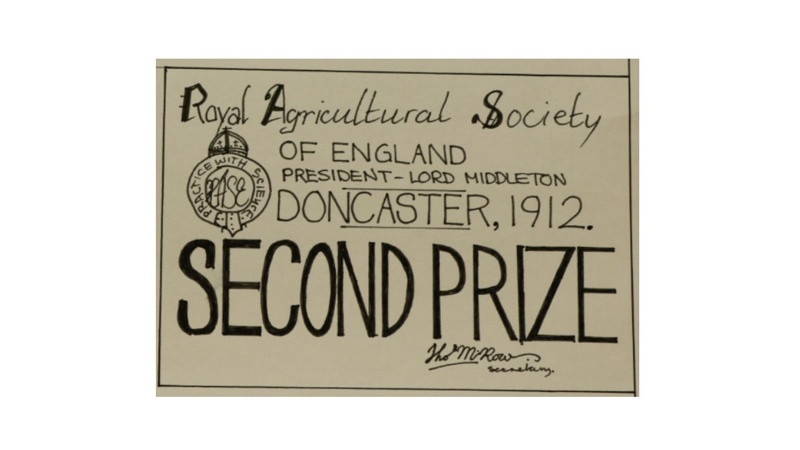 Royal Agricultural Society
OF ENGLAND
PRESIDENT - LORD MIDDLETON
DONCASTER, 1912.
PRACTICE WITH SCIENCE
RASE
SECOND PRIZE
Thos McRow
secretary.